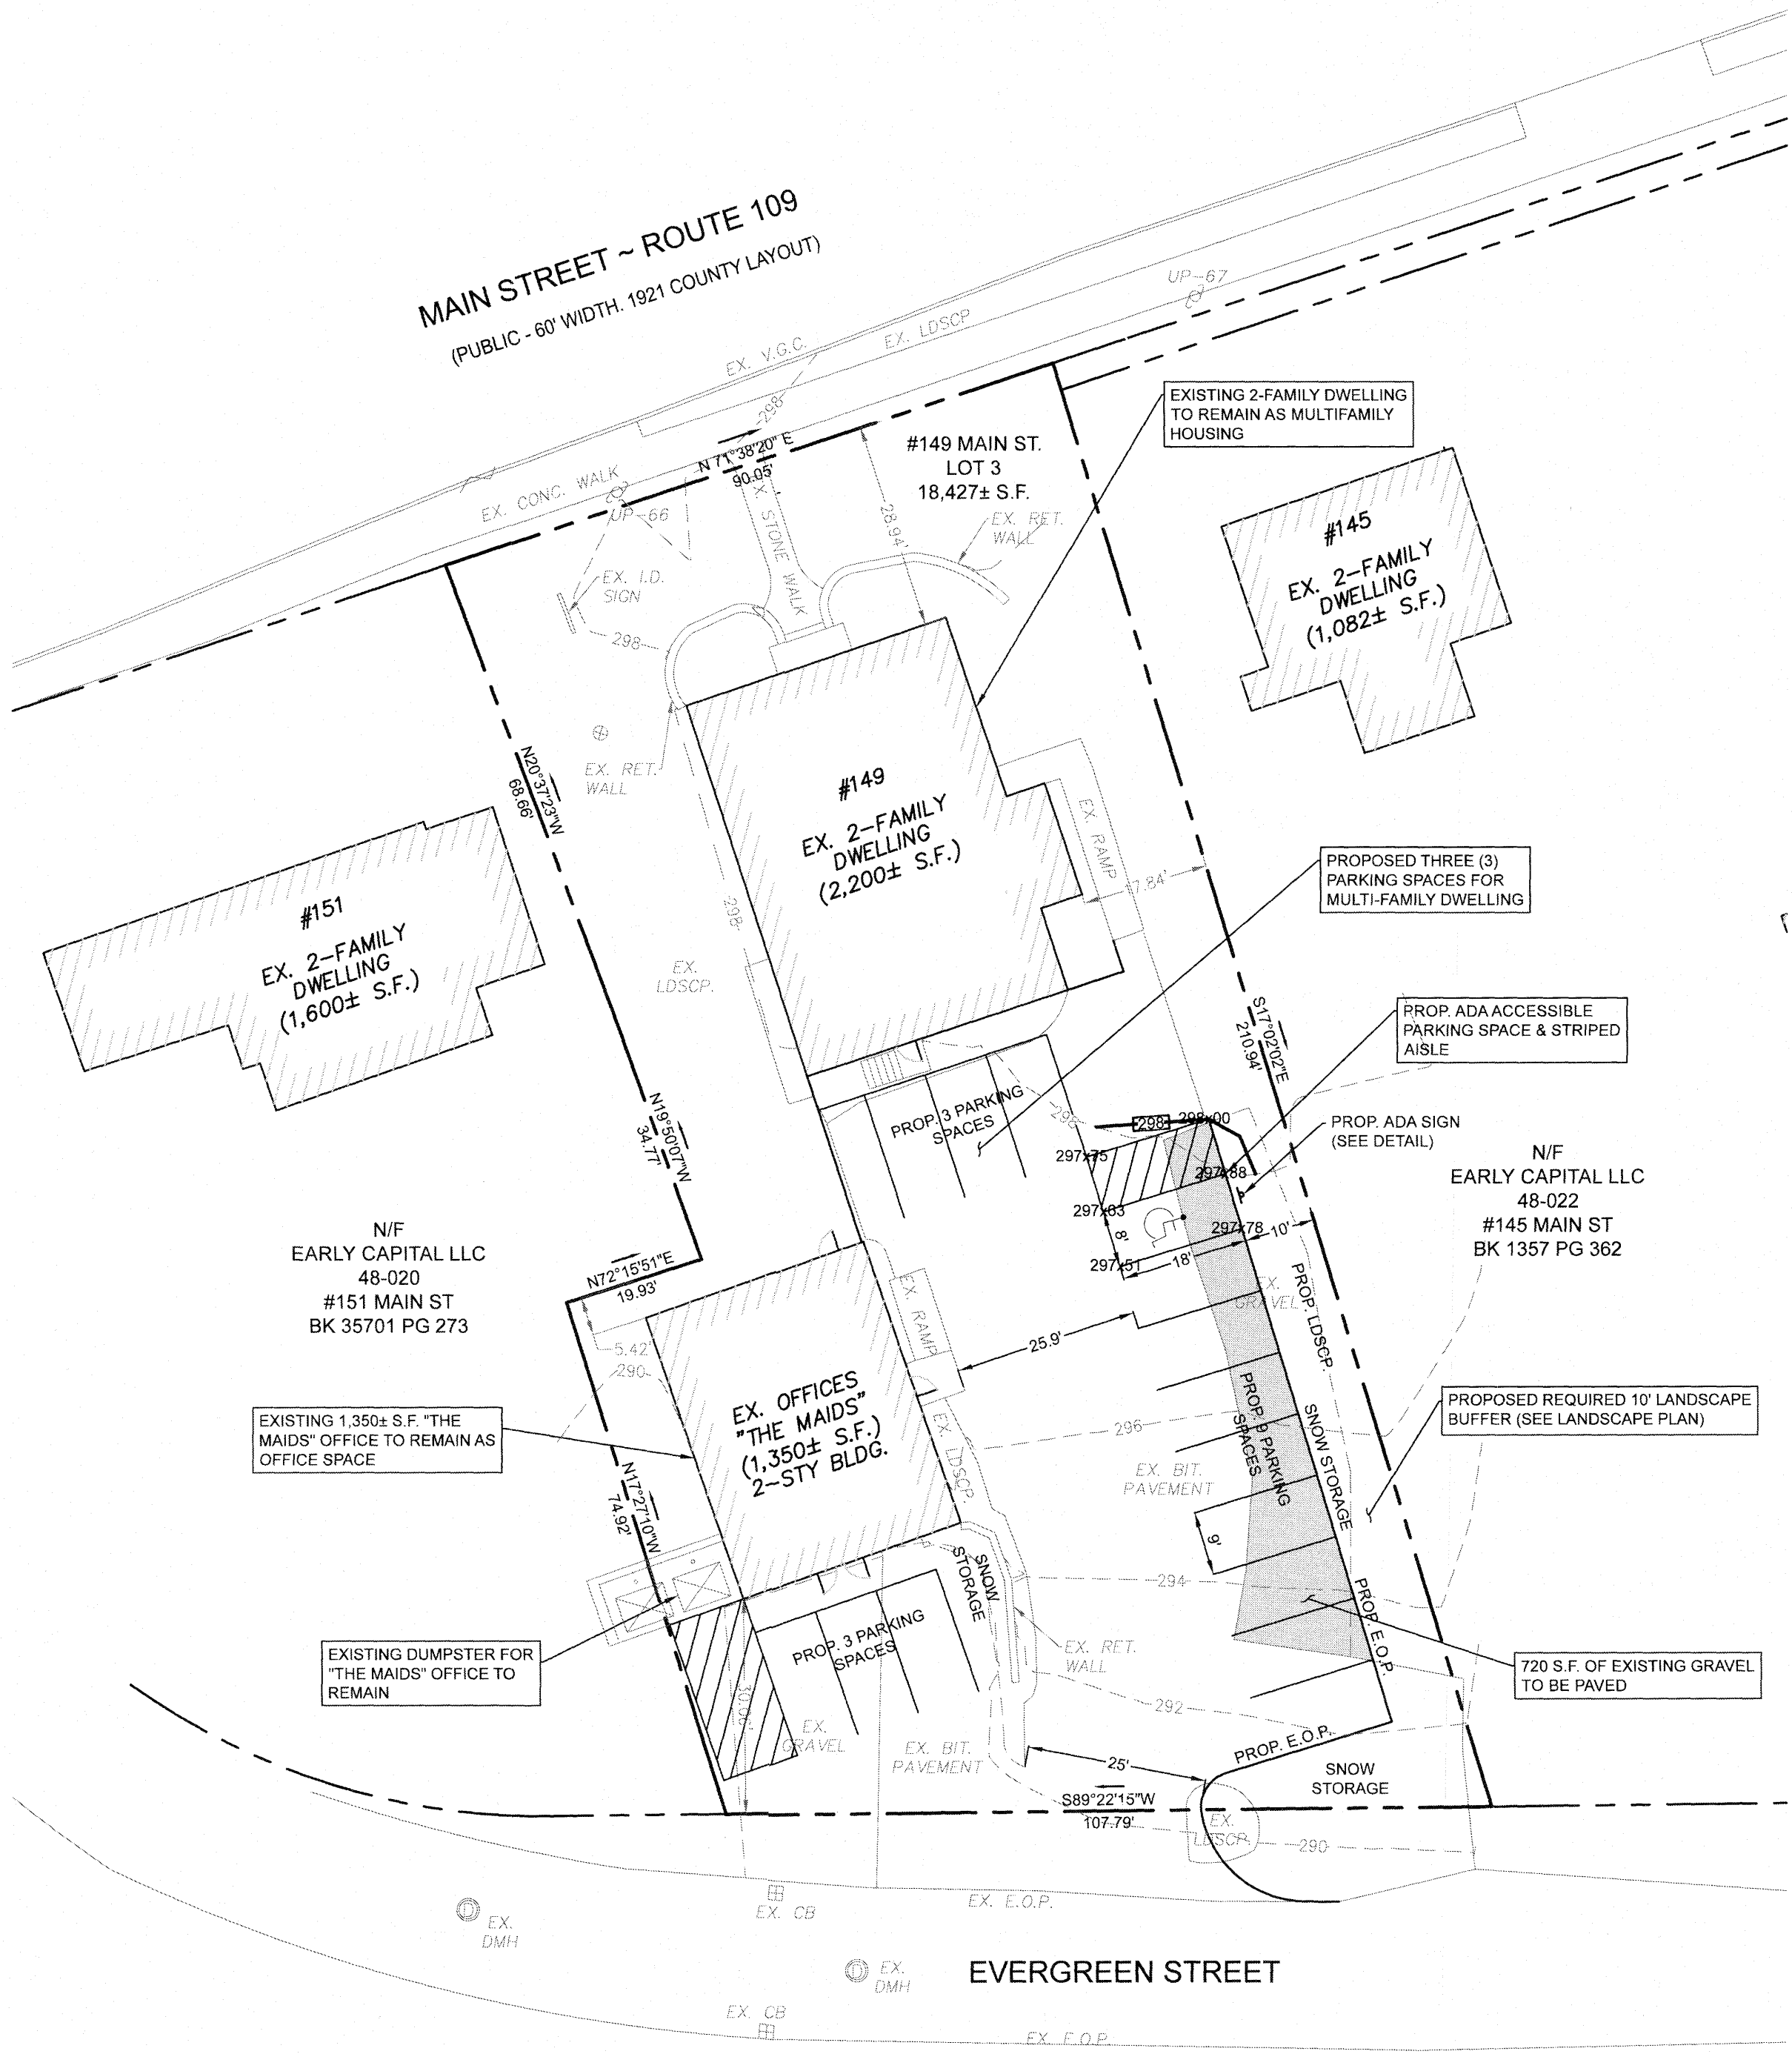 MAIN STREET ~ ROUTE 109
(PUBLIC - 60' WIDTH. 1921 COUNTY LAYOUT)
UP-67
EX. LDSCP
EX. V.G.C.
298
N 71°38'20" E
90.05'
EX. CONC. WALK
UP-66
EX. STONE WALK
#149 MAIN ST.
LOT 3
18,427± S.F.
28.94'
EX. RET.
WALL
EXISTING 2-FAMILY DWELLING
TO REMAIN AS MULTIFAMILY
HOUSING
#145
EX. 2-FAMILY
DWELLING
(1,082± S.F.)
EX. I.D.
SIGN
298
N20°37'23"W
68.66'
EX. RET.
WALL
#149
EX. 2-FAMILY
DWELLING
(2,200± S.F.)
EX. RAMP
17.84'
PROPOSED THREE (3)
PARKING SPACES FOR
MULTI-FAMILY DWELLING
#151
EX. 2-FAMILY
DWELLING
(1,600± S.F.)
298
EX.
LDSCP.
S17°02'02"E
210.94'
PROP. ADA ACCESSIBLE
PARKING SPACE & STRIPED
AISLE
N19°50'07"W
34.77'
PROP. 3 PARKING
SPACES
298
298
298x00
297x75
297x88
PROP. ADA SIGN
(SEE DETAIL)
N/F
EARLY CAPITAL LLC
48-022
#145 MAIN ST
BK 1357 PG 362
297x63
8'
297x78
10'
297x51
18'
N/F
EARLY CAPITAL LLC
48-020
#151 MAIN ST
BK 35701 PG 273
N72°15'51"E
19.93'
EX. RAMP
EX.
GRAVEL
PROP. LDSCP.
5.42'
290
25.9'
EX. OFFICES
"THE MAIDS"
(1,350± S.F.)
2-STY BLDG.
EX. LDSCP.
296
PROP. 9 PARKING
SPACES
SNOW STORAGE
PROPOSED REQUIRED 10' LANDSCAPE
BUFFER (SEE LANDSCAPE PLAN)
EXISTING 1,350± S.F. "THE
MAIDS" OFFICE TO REMAIN AS
OFFICE SPACE
N17°27'10"W
74.92'
EX. BIT.
PAVEMENT
9'
SNOW
STORAGE
294
PROP. E.O.P.
PROP. 3 PARKING
SPACES
EX. RET.
WALL
EXISTING DUMPSTER FOR
"THE MAIDS" OFFICE TO
REMAIN
720 S.F. OF EXISTING GRAVEL
TO BE PAVED
30.06'
292
EX.
GRAVEL
EX. BIT.
PAVEMENT
25'
PROP. E.O.P.
SNOW
STORAGE
S89°22'15"W
107.79'
EX.
LDSCP.
290
EX. E.O.P.
EX. CB
EX.
DMH
EX.
DMH
EVERGREEN STREET
EX. CB
EX. E.O.P.